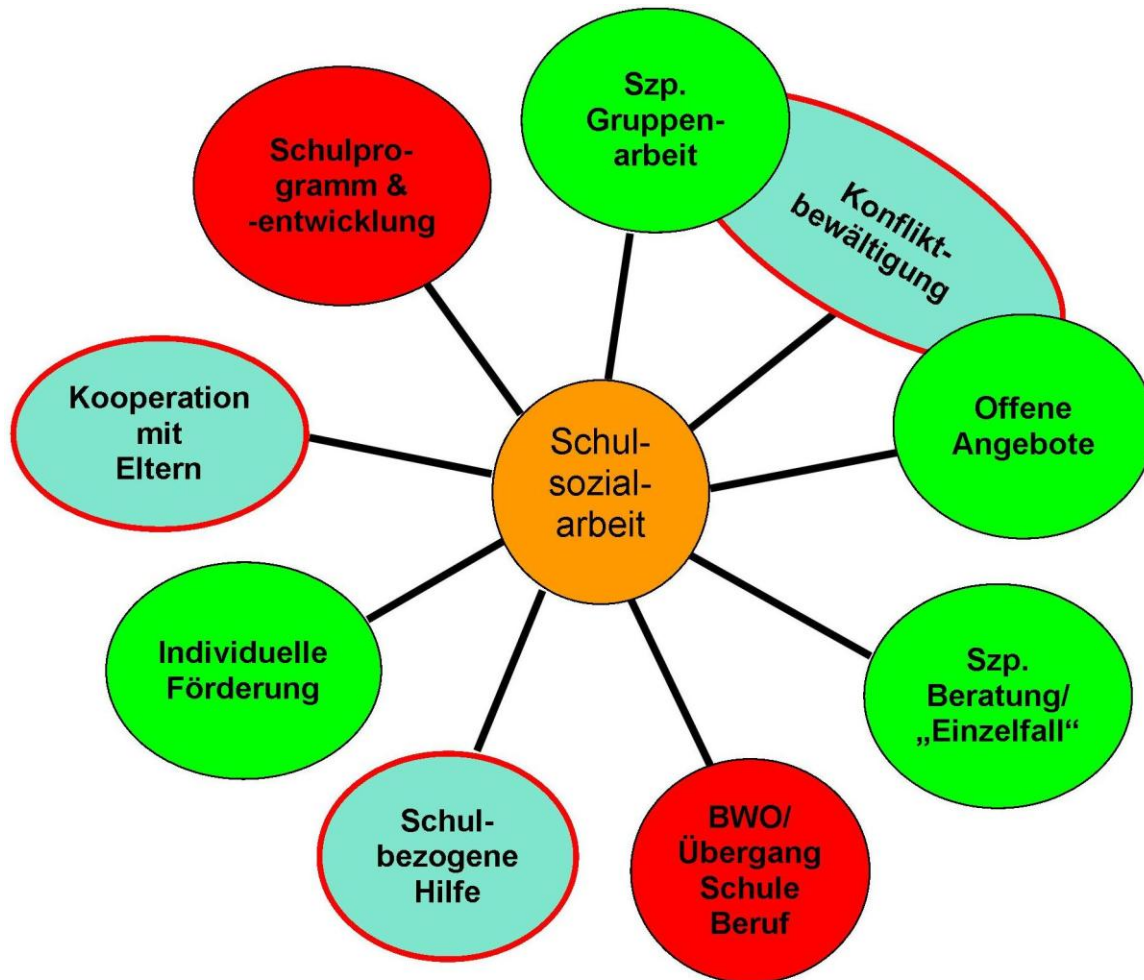 Szp.
Gruppen-
arbeit
Schulpro-
gramm &
-entwicklung
Konflikt-
bewältigung
Kooperation
mit
Eltern
Offene
Angebote
Schul-
sozial-
arbeit
Individuelle
Förderung
Szp.
Beratung/
„Einzelfall“
Schul-
bezogene
Hilfe
BWO/
Übergang
Schule
Beruf